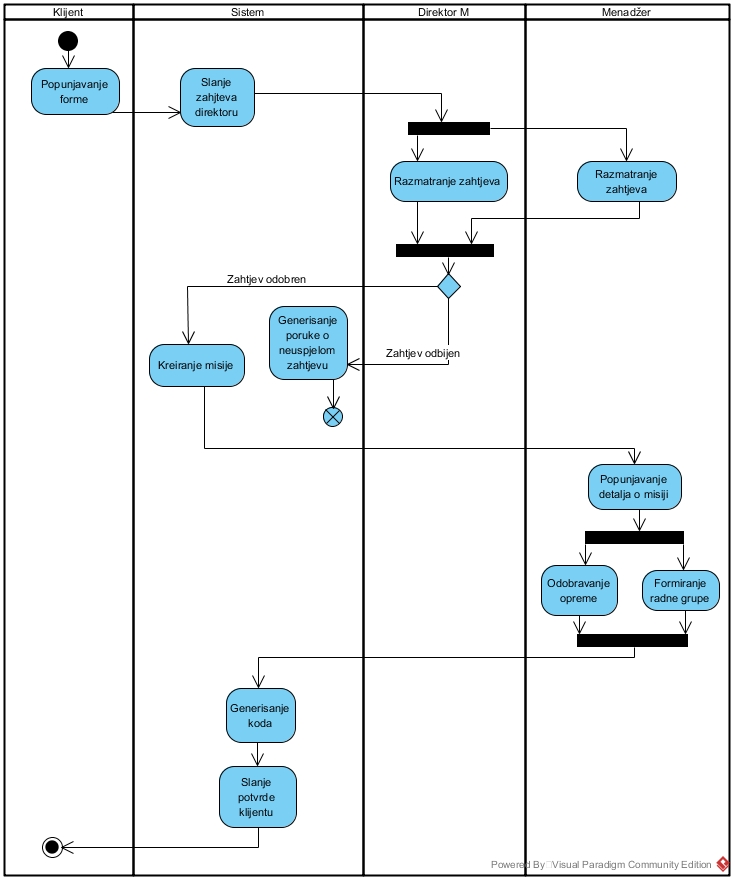 Klijent
Sistem
Direktor M
Menadžer
Popunjavanje
forme
Slanje
zahjteva
direktoru
Razmatranje zahtjeva
Razmatranje
zahtjeva
Zahtjev odobren
Generisanje
poruke o
neuspjelom
zahtjevu
Zahtjev odbijen
Kreiranje misije
Popunjavanje
detalja o misiji
Odobravanje
opreme
Formiranje
radne grupe
Generisanje
koda
Slanje
potvrde
klijentu
Powered By Visual Paradigm Community Edition